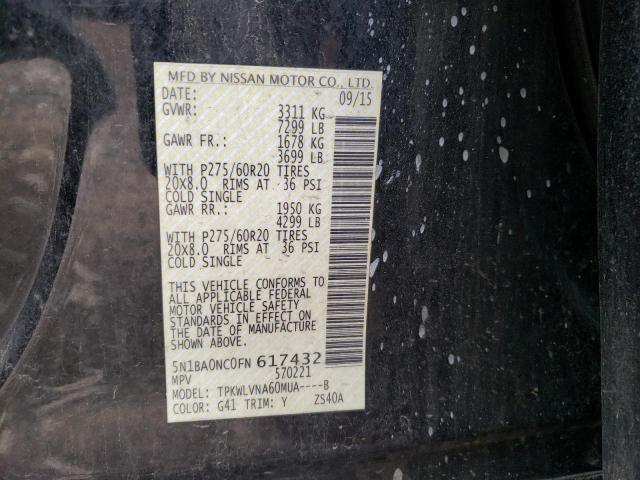 MFD BY NISSAN MOTOR CO., LTD.
DATE: 09/15
GVWR: 3311 KG
7299 LB
GAWR FR.: 1678 KG
3699 LB
WITH P275/60R20 TIRES
20X8.0 RIMS AT 36 PSI
COLD SINGLE
GAWR RR.: 1950 KG
4299 LB
WITH P275/60R20 TIRES
20X8.0 RIMS AT 36 PSI
COLD SINGLE
THIS VEHICLE CONFORMS TO
ALL APPLICABLE FEDERAL
MOTOR VEHICLE SAFETY
STANDARDS IN EFFECT ON
THE DATE OF MANUFACTURE
SHOWN ABOVE.
5N1BA0NC0FN 617432
MPV 570221
MODEL: TPKWLVNA60MUA----B
COLOR: G41 TRIM: Y ZS40A